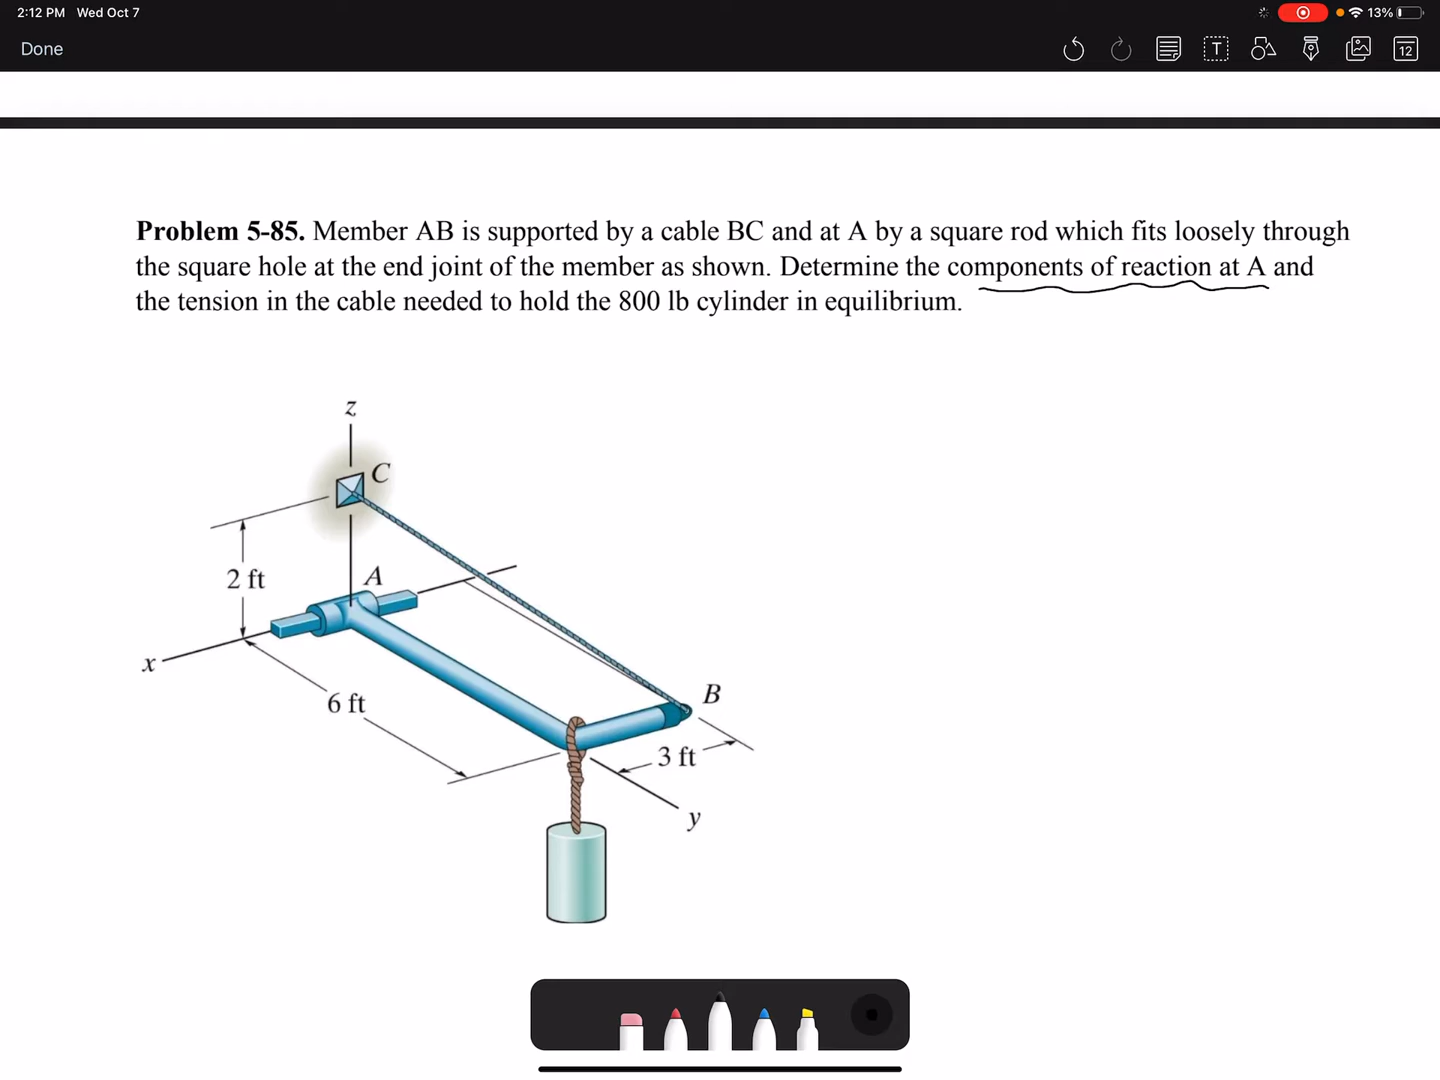 2:12 PM Wed Oct 7
13%
Done
T
12
Problem 5-85. Member AB is supported by a cable BC and at A by a square rod which fits loosely through
the square hole at the end joint of the member as shown. Determine the components of reaction at A and
the tension in the cable needed to hold the 800 lb cylinder in equilibrium.
z
C
2 ft
A
x
6 ft
B
3 ft
y